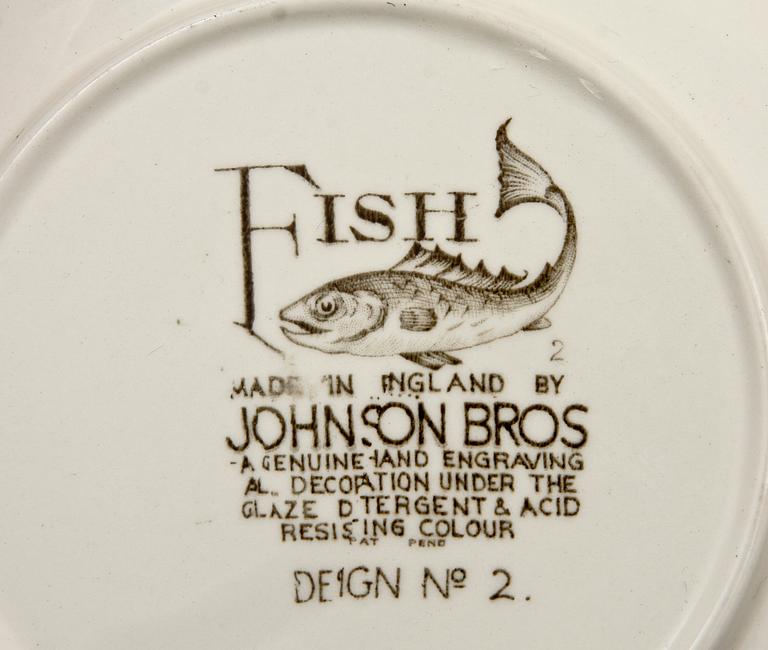 FISH
2
MADE IN ENGLAND BY
JOHNSON BROS
-A GENUINE HAND ENGRAVING
AL. DECORATION UNDER THE
GLAZE D TERGENT & ACID
RESISING COLOUR
PAT PEND
DEIGN Nº 2.